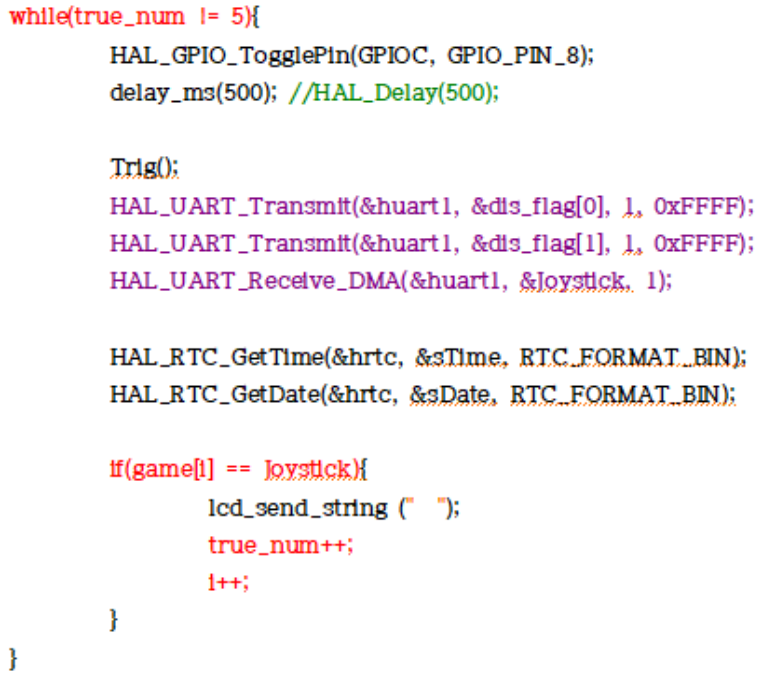 while(true_num != 5){
HAL_GPIO_TogglePin(GPIOC, GPIO_PIN_8);
delay_ms(500); //HAL_Delay(500);
Trig();
HAL_UART_Transmit(&huart1, &dis_flag[0], 1, 0xFFFF);
HAL_UART_Transmit(&huart1, &dis_flag[1], 1, 0xFFFF);
HAL_UART_Receive_DMA(&huart1, &Joystick, 1);
HAL_RTC_GetTime(&hrtc, &sTime, RTC_FORMAT_BIN);
HAL_RTC_GetDate(&hrtc, &sDate, RTC_FORMAT_BIN);
if(game[i] == Joystick){
lcd_send_string ("  ");
true_num++;
i++;
}
}